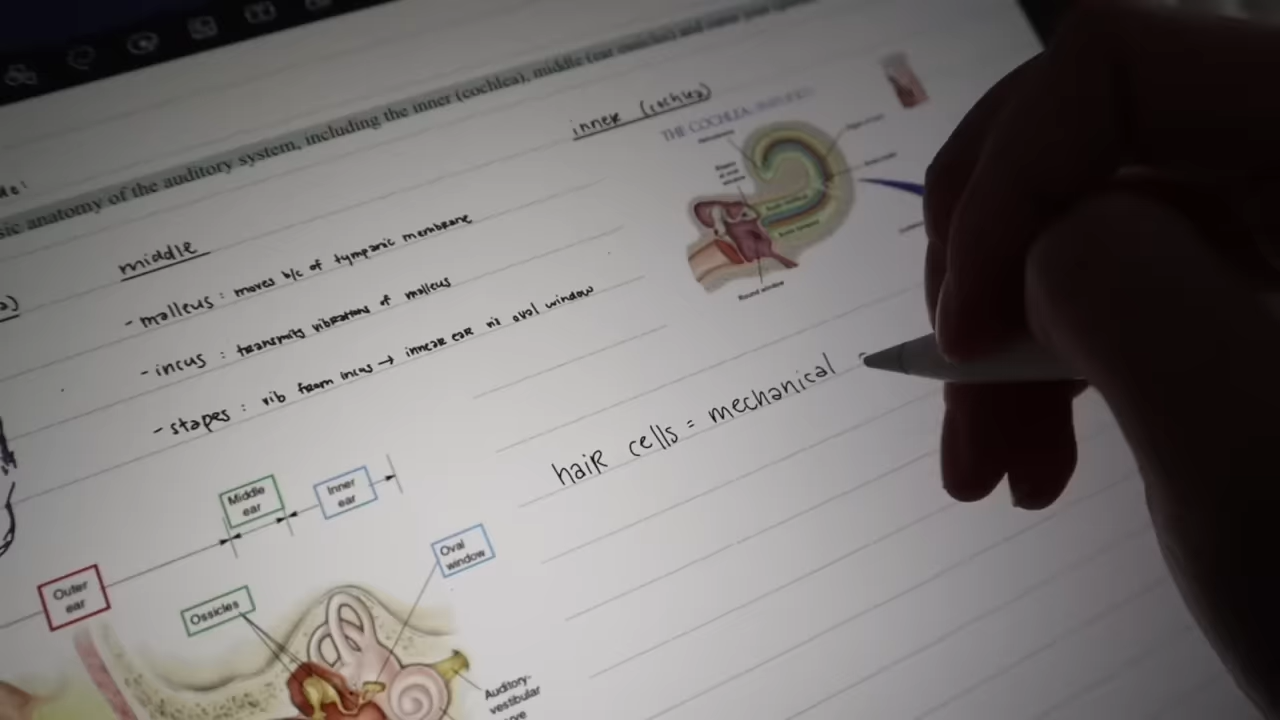 sic anatomy of the auditory system, including the inner (cochlea), middle (ear ossicles) and outer
inner (cochlea)
THE COCHLEA
middle
- malleus : moves b/c of tympanic membrane
- incus : transmits vibrations of malleus
- stapes : vib from incus → innear ear via oval window
Round window
hair cells = mechanical
Middle ear
Inner ear
Oval window
Outer ear
Ossicles
Auditory-
vestibular